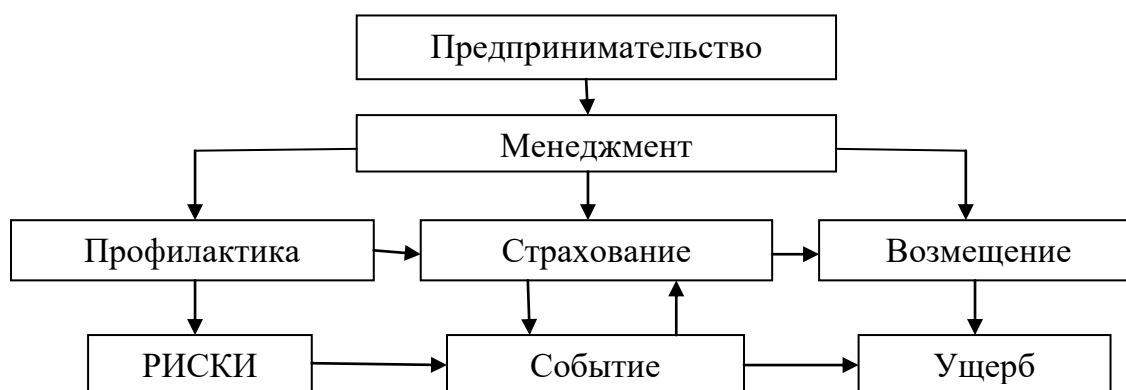 Предпринимательство
Менеджмент
Профилактика
Страхование
Возмещение
РИСКИ
Событие
Ущерб